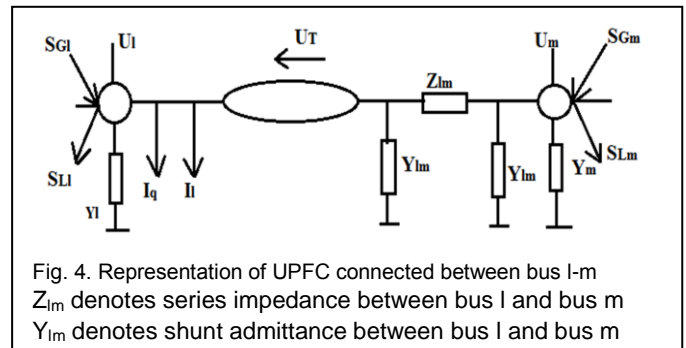 SGl Ul UT Um SGm
Zlm
SLl Yl Iq Il Ylm Ylm Ym SLm
Fig. 4. Representation of UPFC connected between bus l-m
Zlm denotes series impedance between bus l and bus m
Ylm denotes shunt admittance between bus l and bus m